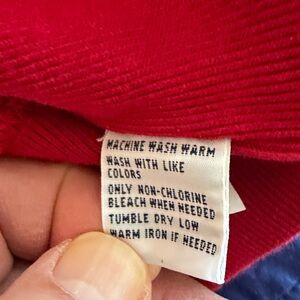 MACHINE WASH WARM
WASH WITH LIKE
COLORS
ONLY NON-CHLORINE
BLEACH WHEN NEEDED
TUMBLE DRY LOW
WARM IRON IF NEEDED